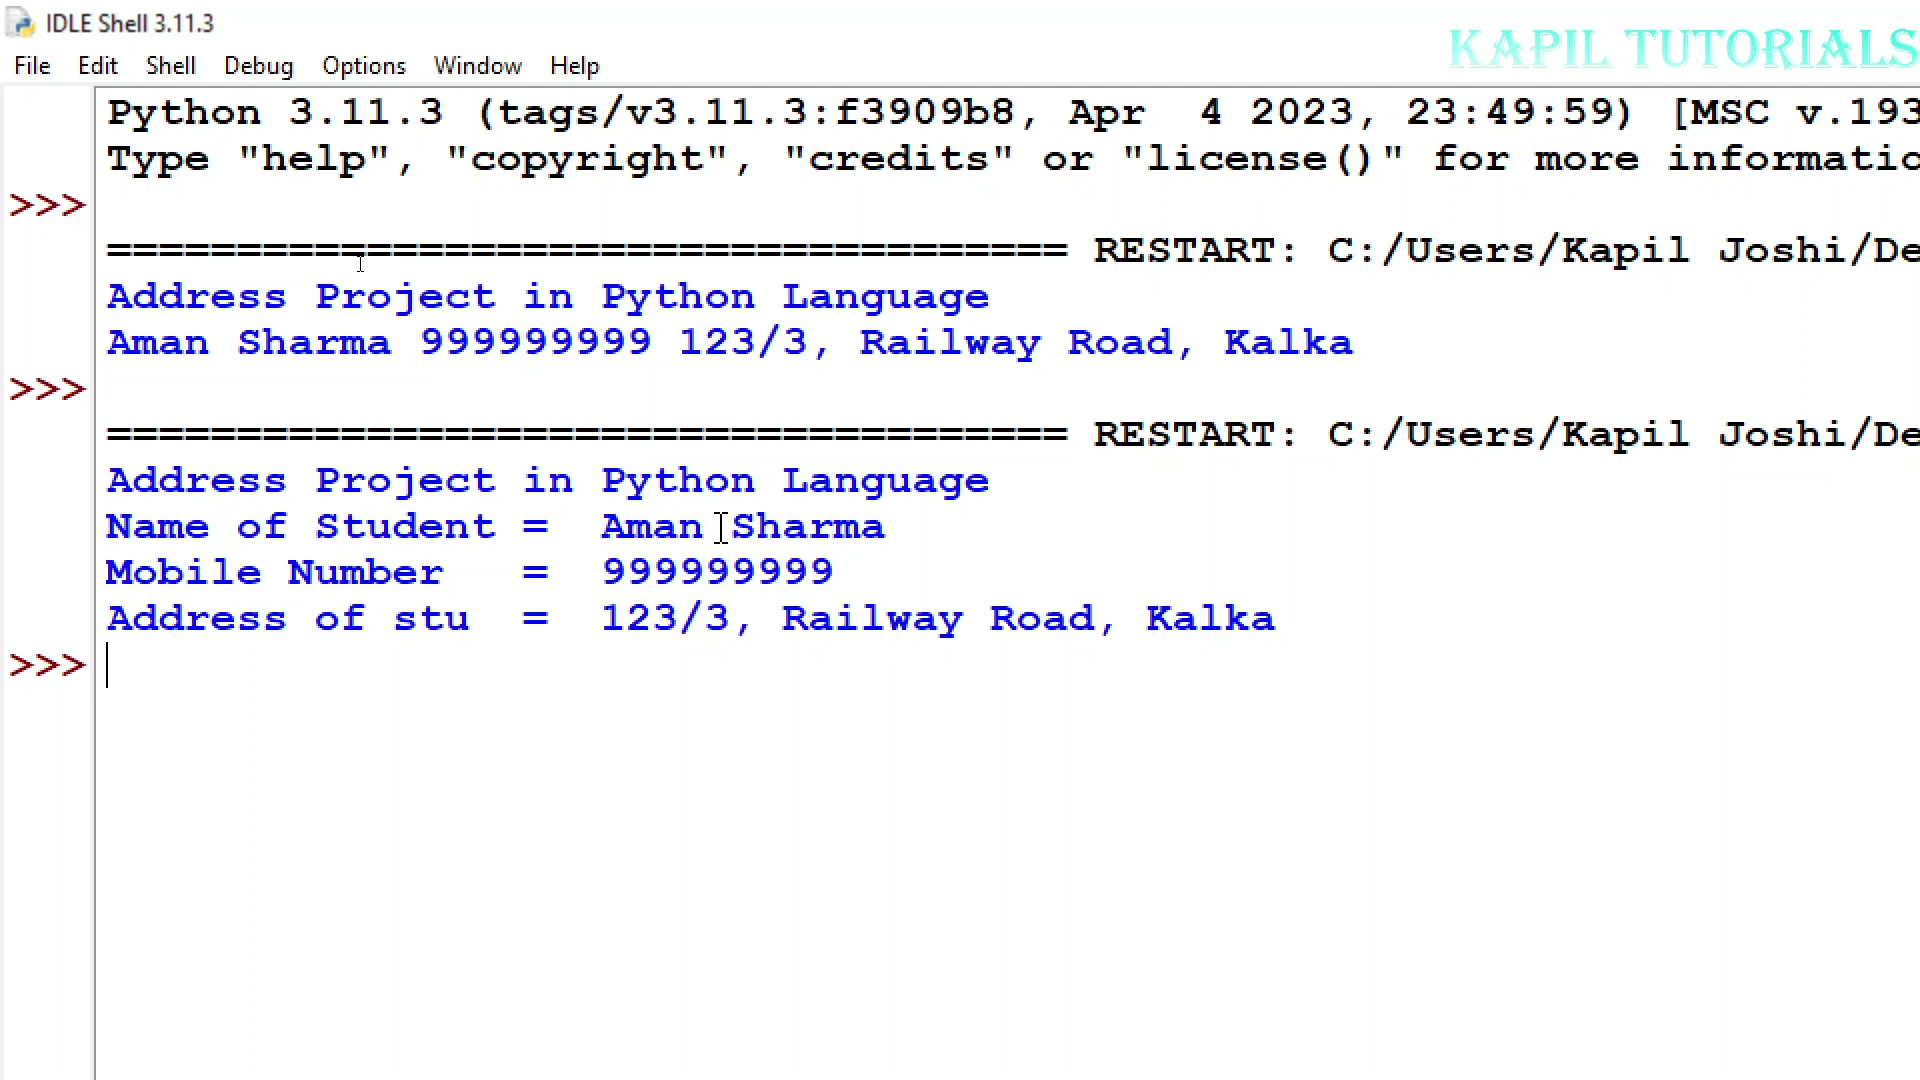 IDLE Shell 3.11.3
KAPIL TUTORIALS
File Edit Shell Debug Options Window Help
Python 3.11.3 (tags/v3.11.3:f3909b8, Apr  4 2023, 23:49:59) [MSC v.193
Type "help", "copyright", "credits" or "license()" for more informatic
>>>
===================================== RESTART: C:/Users/Kapil Joshi/De
Address Project in Python Language
Aman Sharma 999999999 123/3, Railway Road, Kalka
>>>
===================================== RESTART: C:/Users/Kapil Joshi/De
Address Project in Python Language
Name of Student =  Aman Sharma
Mobile Number   =  999999999
Address of stu  =  123/3, Railway Road, Kalka
>>>